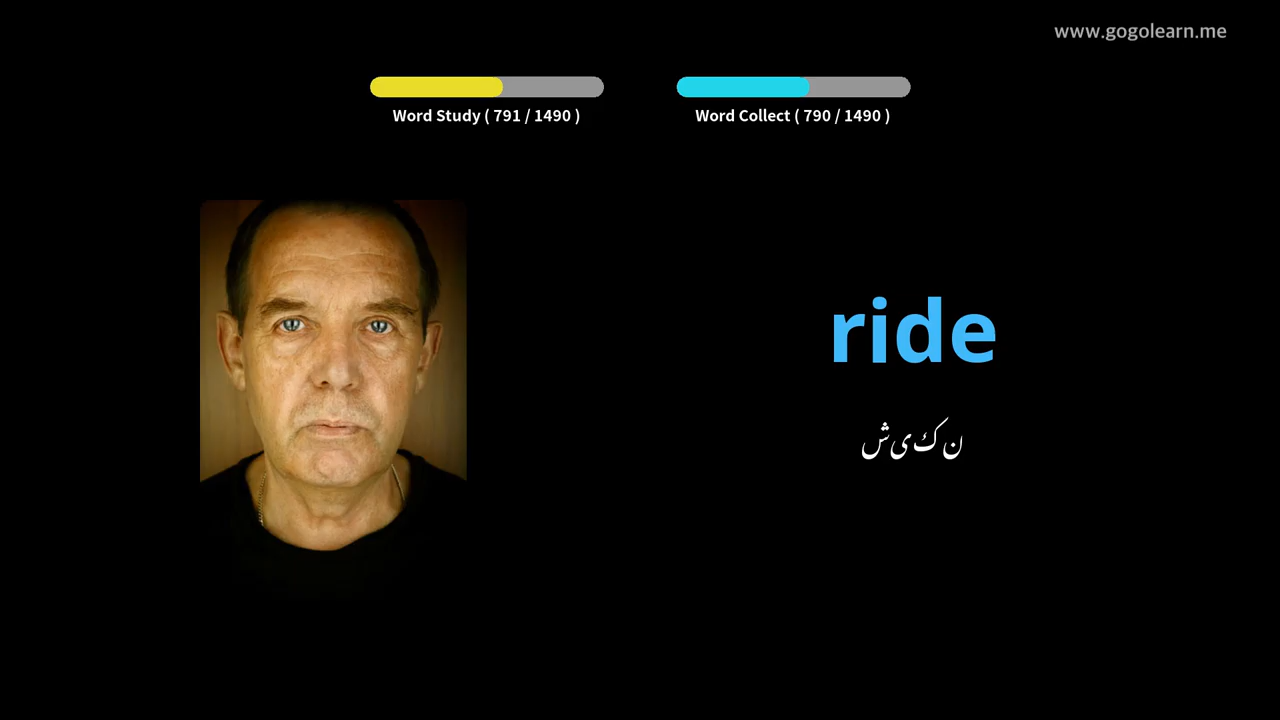 www.gogolearn.me
Word Study ( 791 / 1490 )
Word Collect ( 790 / 1490 )
ride
ن ک ی ش